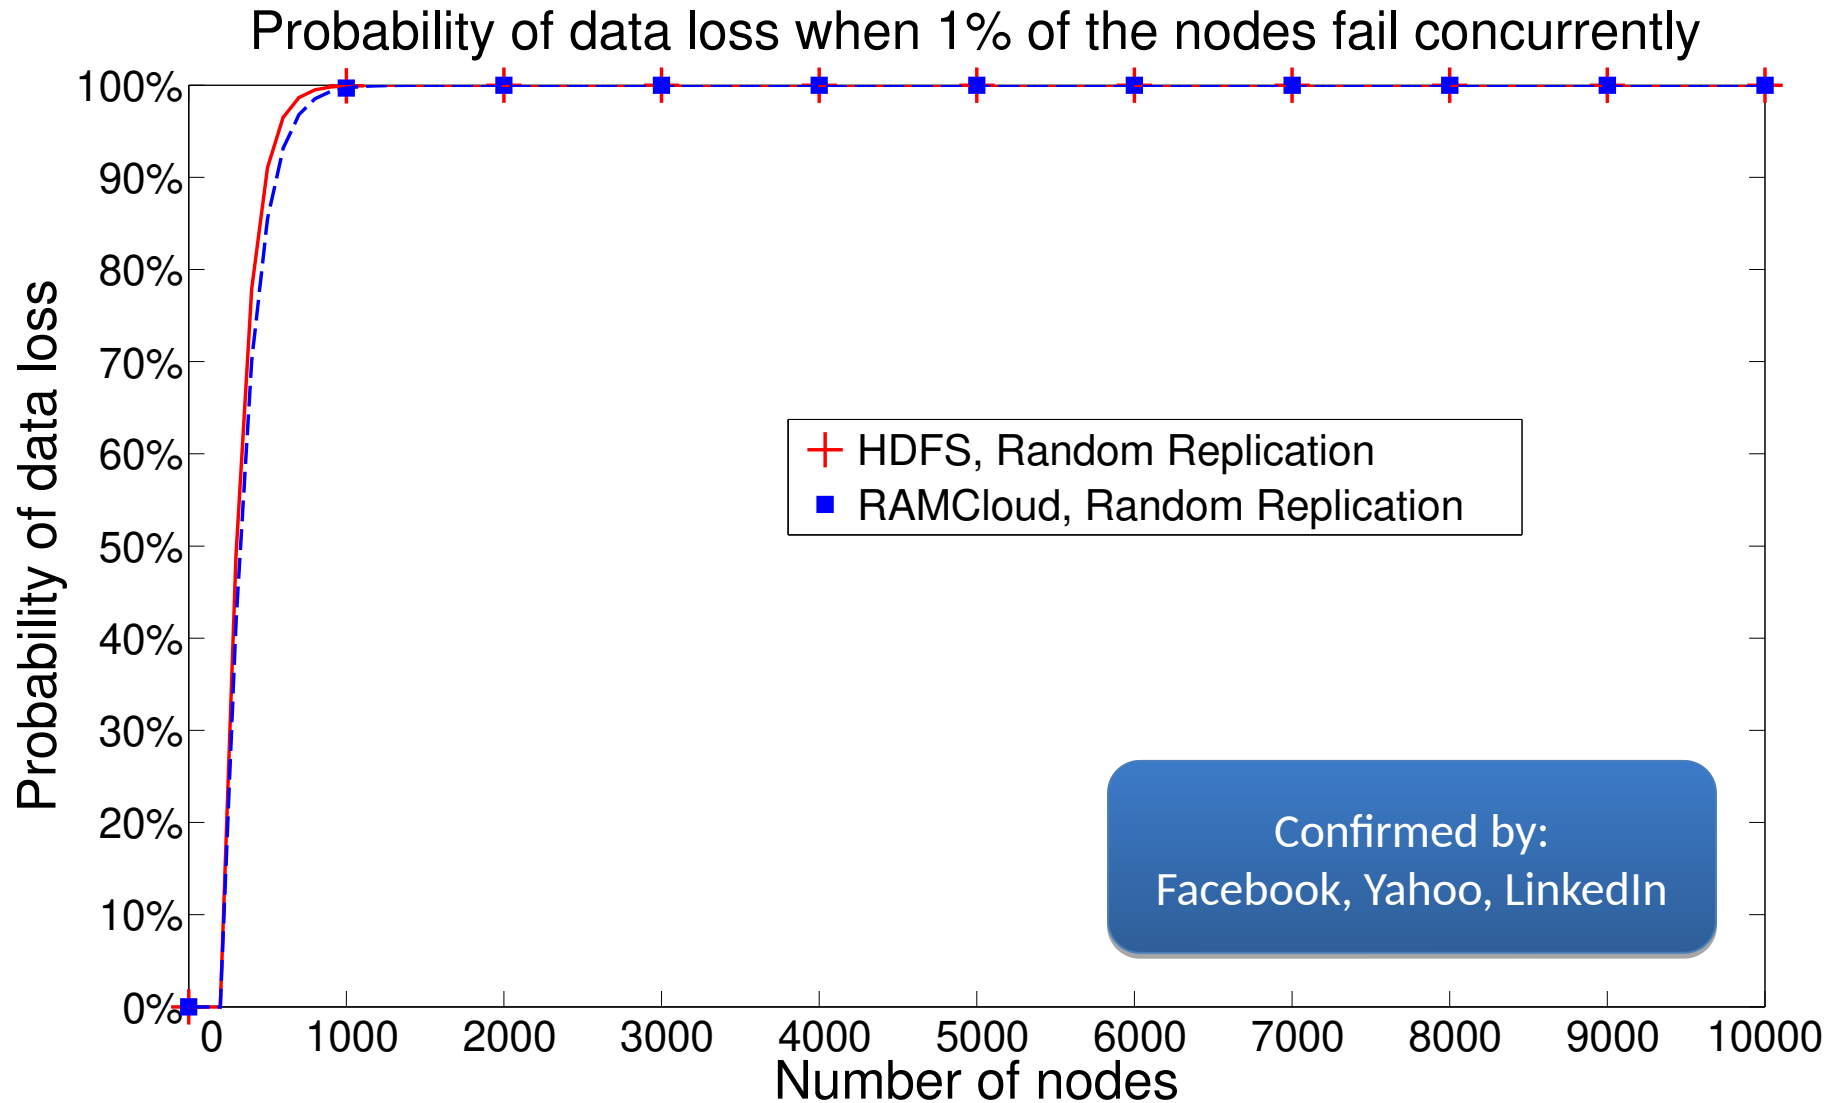 Probability of data loss when 1% of the nodes fail concurrently
Probability of data loss
100%
90%
80%
70%
60%
50%
40%
30%
20%
10%
0%
HDFS, Random Replication
RAMCloud, Random Replication
Confirmed by:
Facebook, Yahoo, LinkedIn
0 1000 2000 3000 4000 5000 6000 7000 8000 9000 10000
Number of nodes